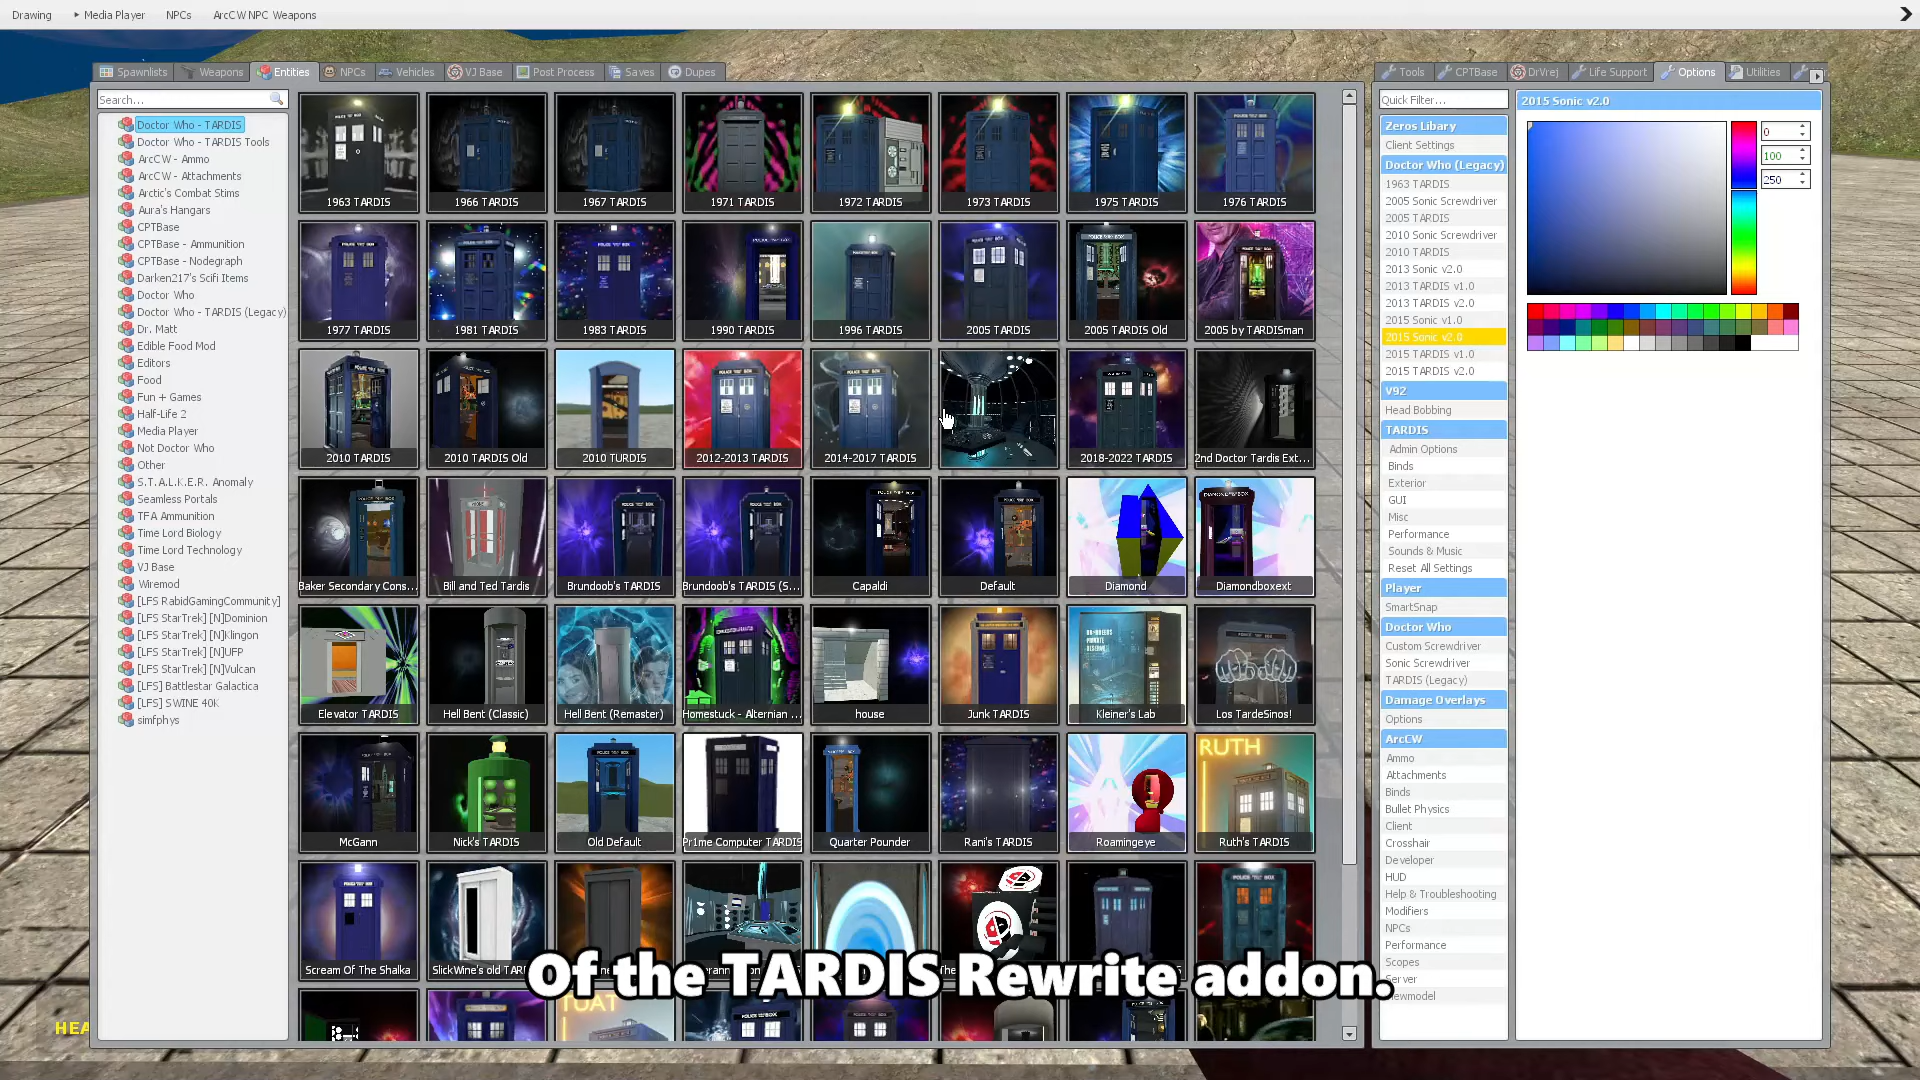 Drawing
Media Player
NPCs
ArcCW NPC Weapons
Spawnlists
Weapons
Entities
NPCs
Vehicles
VJ Base
Post Process
Saves
Dupes
Search...
Doctor Who - TARDIS
Doctor Who - TARDIS Tools
ArcCW - Ammo
ArcCW - Attachments
Arctic's Combat Stims
Aura's Hangars
CPTBase
CPTBase - Ammunition
CPTBase - Nodegraph
Darken217's Scifi Items
Doctor Who
Doctor Who - TARDIS (Legacy)
Dr. Matt
Edible Food Mod
Editors
Food
Fun + Games
Half-Life 2
Media Player
Not Doctor Who
Other
S.T.A.L.K.E.R. Anomaly
Seamless Portals
TFA Ammunition
Time Lord Biology
Time Lord Technology
VJ Base
Wiremod
[LFS RabidGamingCommunity]
[LFS StarTrek] [N]Dominion
[LFS StarTrek] [N]Klingon
[LFS StarTrek] [N]UFP
[LFS StarTrek] [N]Vulcan
[LFS] Battlestar Galactica
[LFS] SWINE 40K
simfphys
1963 TARDIS
1966 TARDIS
1967 TARDIS
1971 TARDIS
1972 TARDIS
1973 TARDIS
1975 TARDIS
1976 TARDIS
1977 TARDIS
1981 TARDIS
1983 TARDIS
1990 TARDIS
1996 TARDIS
2005 TARDIS
2005 TARDIS Old
2005 by TARDISman
2010 TARDIS
2010 TARDIS Old
2010 TURDIS
2012-2013 TARDIS
2014-2017 TARDIS
2018-2022 TARDIS
2nd Doctor Tardis Ext...
Baker Secondary Cons...
Bill and Ted Tardis
Brundoob's TARDIS
Brundoob's TARDIS (S...
Capaldi
Default
Diamond
DIAMOND BOX
Diamondboxext
Elevator TARDIS
Hell Bent (Classic)
Hell Bent (Remaster)
Homestuck - Alternian ...
house
Junk TARDIS
Kleiner's Lab
Los TardeSinos!
McGann
Nick's TARDIS
Old Default
Pr1me Computer TARDIS
Quarter Pounder
Rani's TARDIS
Roamingeye
RUTH
Ruth's TARDIS
Scream Of The Shalka
SlickWine's old TAR
TUAT
Of the TARDIS Rewrite addon.
HEA
Tools
CPTBase
DrVrej
Life Support
Options
Utilities
Quick Filter...
Zeros Libary
Client Settings
Doctor Who (Legacy)
1963 TARDIS
2005 Sonic Screwdriver
2005 TARDIS
2010 Sonic Screwdriver
2010 TARDIS
2013 Sonic v2.0
2013 TARDIS v1.0
2013 TARDIS v2.0
2015 Sonic v1.0
2015 Sonic v2.0
2015 TARDIS v1.0
2015 TARDIS v2.0
V92
Head Bobbing
TARDIS
Admin Options
Binds
Exterior
GUI
Misc
Performance
Sounds & Music
Reset All Settings
Player
SmartSnap
Doctor Who
Custom Screwdriver
Sonic Screwdriver
TARDIS (Legacy)
Damage Overlays
Options
ArcCW
Ammo
Attachments
Binds
Bullet Physics
Client
Crosshair
Developer
HUD
Help & Troubleshooting
Modifiers
NPCs
Performance
Scopes
Server
ewmodel
2015 Sonic v2.0
0
100
250